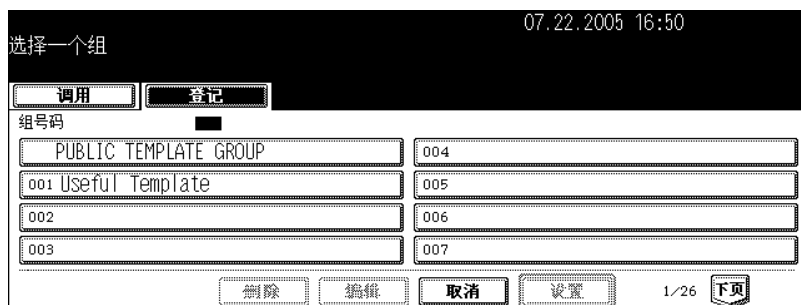 07.22.2005 16:50
选择一个组
调用 登记
组号码
PUBLIC TEMPLATE GROUP 004
001 Useful Template 005
002 006
003 007
删除 编辑 取消 设置 1/26 下页